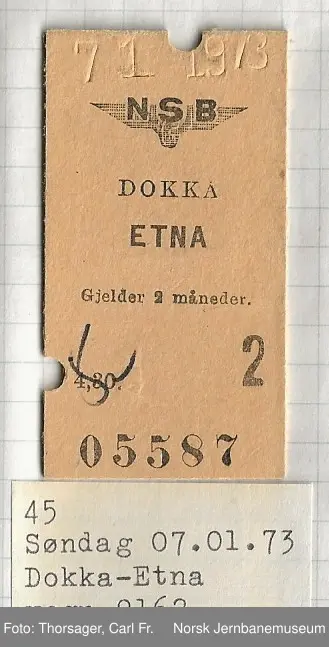 7 1 1973
NSB
DOKKA
ETNA
Gjelder 2 måneder.
2
4,30.
05587
45
Søndag 07.01.73
Dokka-Etna
Foto: Thorsager, Carl Fr. Norsk Jernbanemuseum